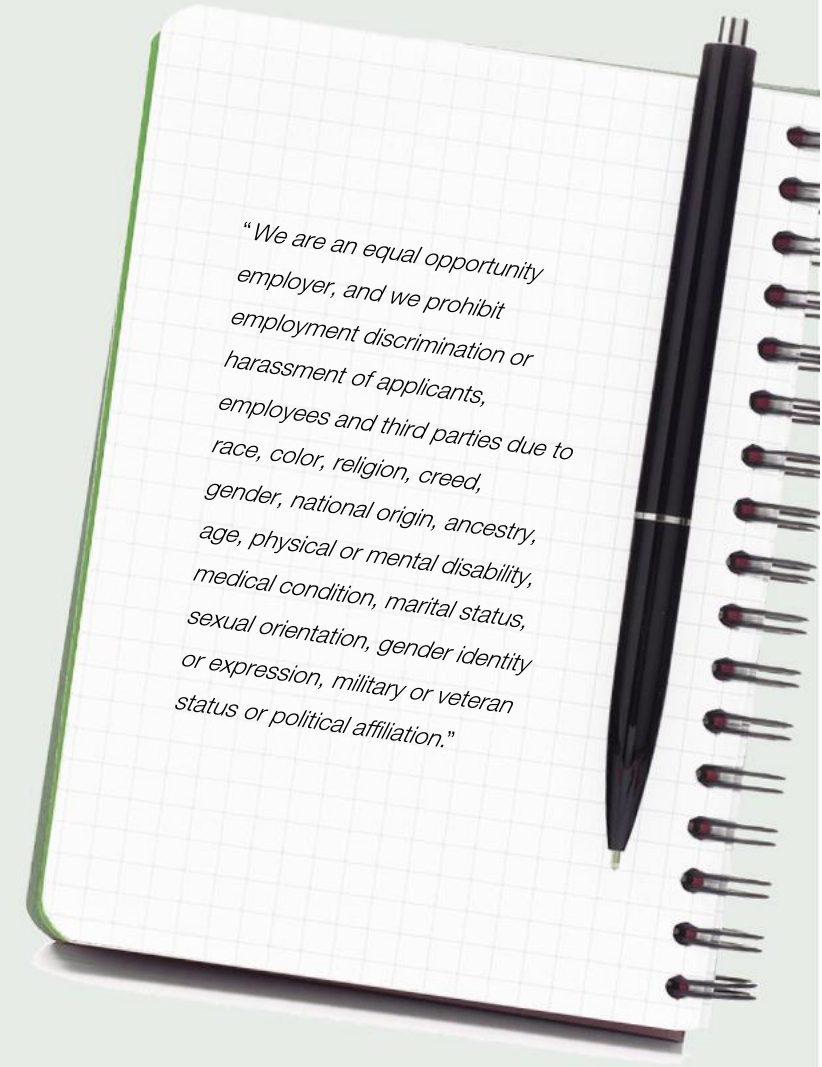 “We are an equal opportunity
employer, and we prohibit
employment discrimination or
harassment of applicants,
employees and third parties due to
race, color, religion, creed,
gender, national origin, ancestry,
age, physical or mental disability,
medical condition, marital status,
sexual orientation, gender identity
or expression, military or veteran
status or political affiliation.”